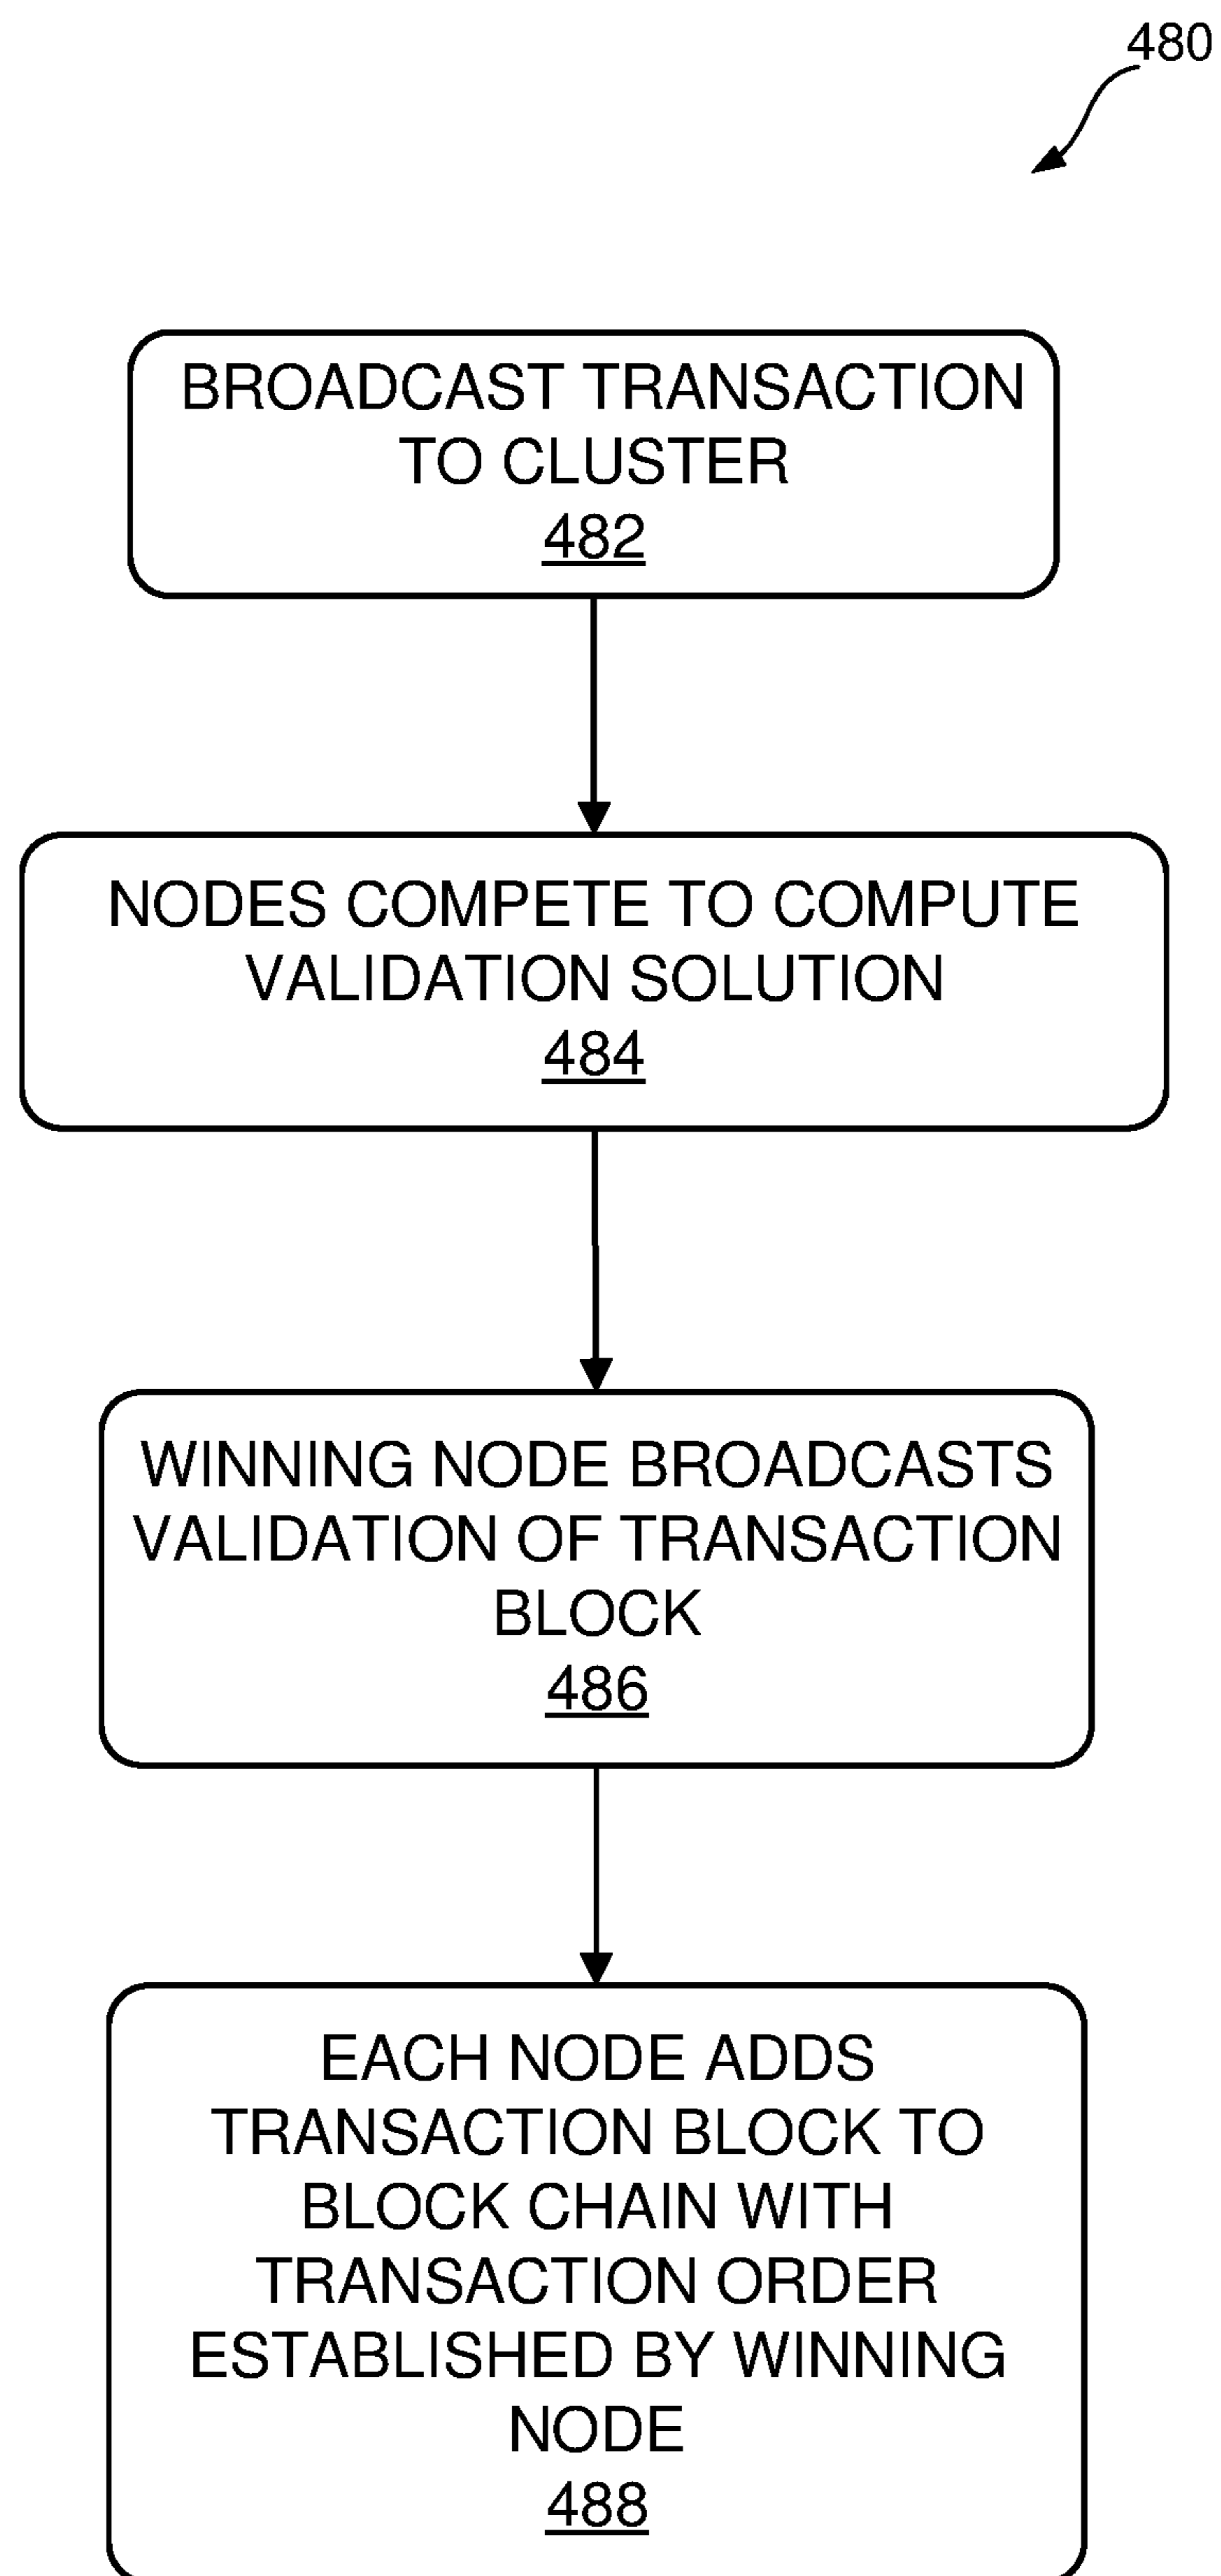 480
BROADCAST TRANSACTION
TO CLUSTER
482
NODES COMPETE TO COMPUTE
VALIDATION SOLUTION
484
WINNING NODE BROADCASTS
VALIDATION OF TRANSACTION
BLOCK
486
EACH NODE ADDS
TRANSACTION BLOCK TO
BLOCK CHAIN WITH
TRANSACTION ORDER
ESTABLISHED BY WINNING
NODE
488